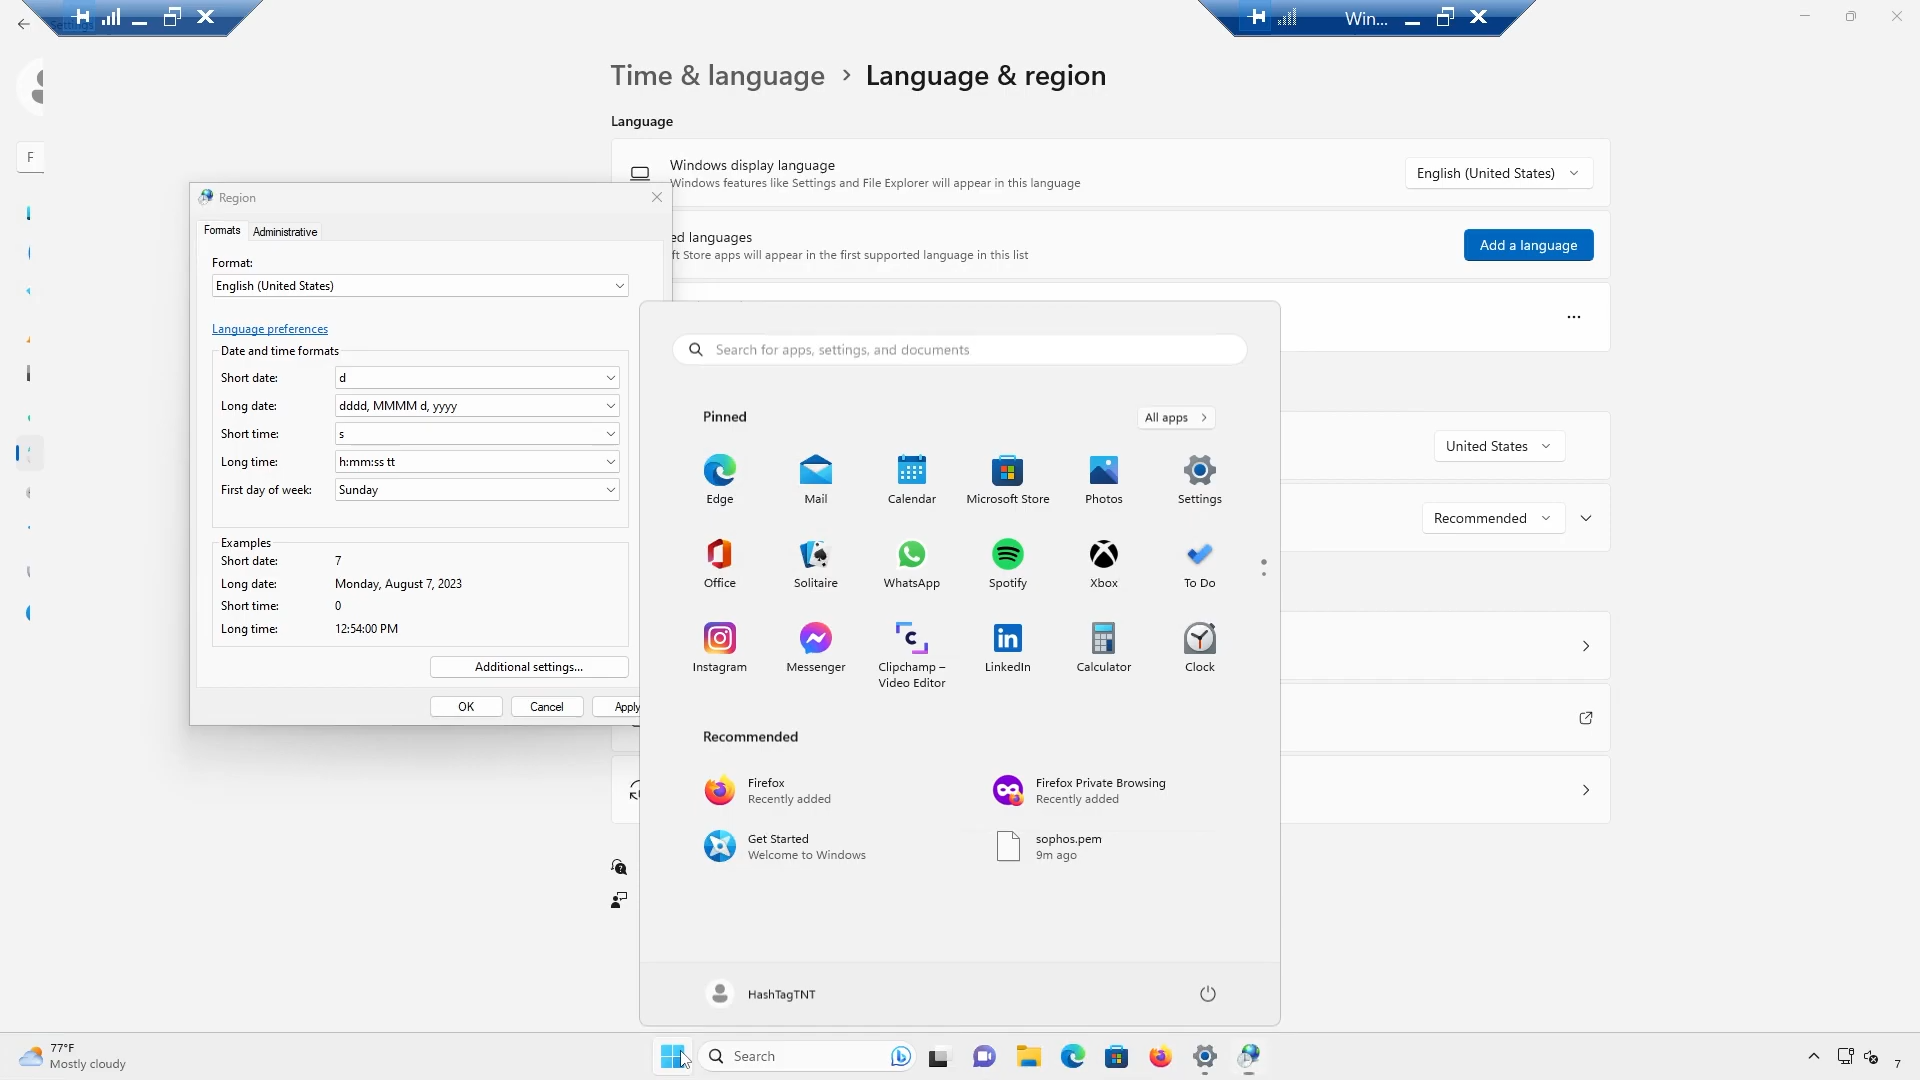 Win...
Time & language › Language & region
Language
Windows display language
Windows features like Settings and File Explorer will appear in this language
English (United States)
F
ed languages
ft Store apps will appear in the first supported language in this list
Add a language
Region
Formats
Administrative
Format:
English (United States)
Language preferences
Date and time formats
Short date: d
Long date: dddd, MMMM d, yyyy
Short time: s
Long time: h:mm:ss tt
First day of week: Sunday
Examples
Short date: 7
Long date: Monday, August 7, 2023
Short time: 0
Long time: 12:54:00 PM
Additional settings...
OK
Cancel
Apply
Search for apps, settings, and documents
Pinned
All apps
Edge
Mail
Calendar
Microsoft Store
Photos
Settings
Office
Solitaire
WhatsApp
Spotify
Xbox
To Do
Instagram
Messenger
Clipchamp –
Video Editor
LinkedIn
Calculator
Clock
Recommended
Firefox
Recently added
Firefox Private Browsing
Recently added
Get Started
Welcome to Windows
sophos.pem
9m ago
HashTagTNT
United States
Recommended
77°F
Mostly cloudy
Search
7